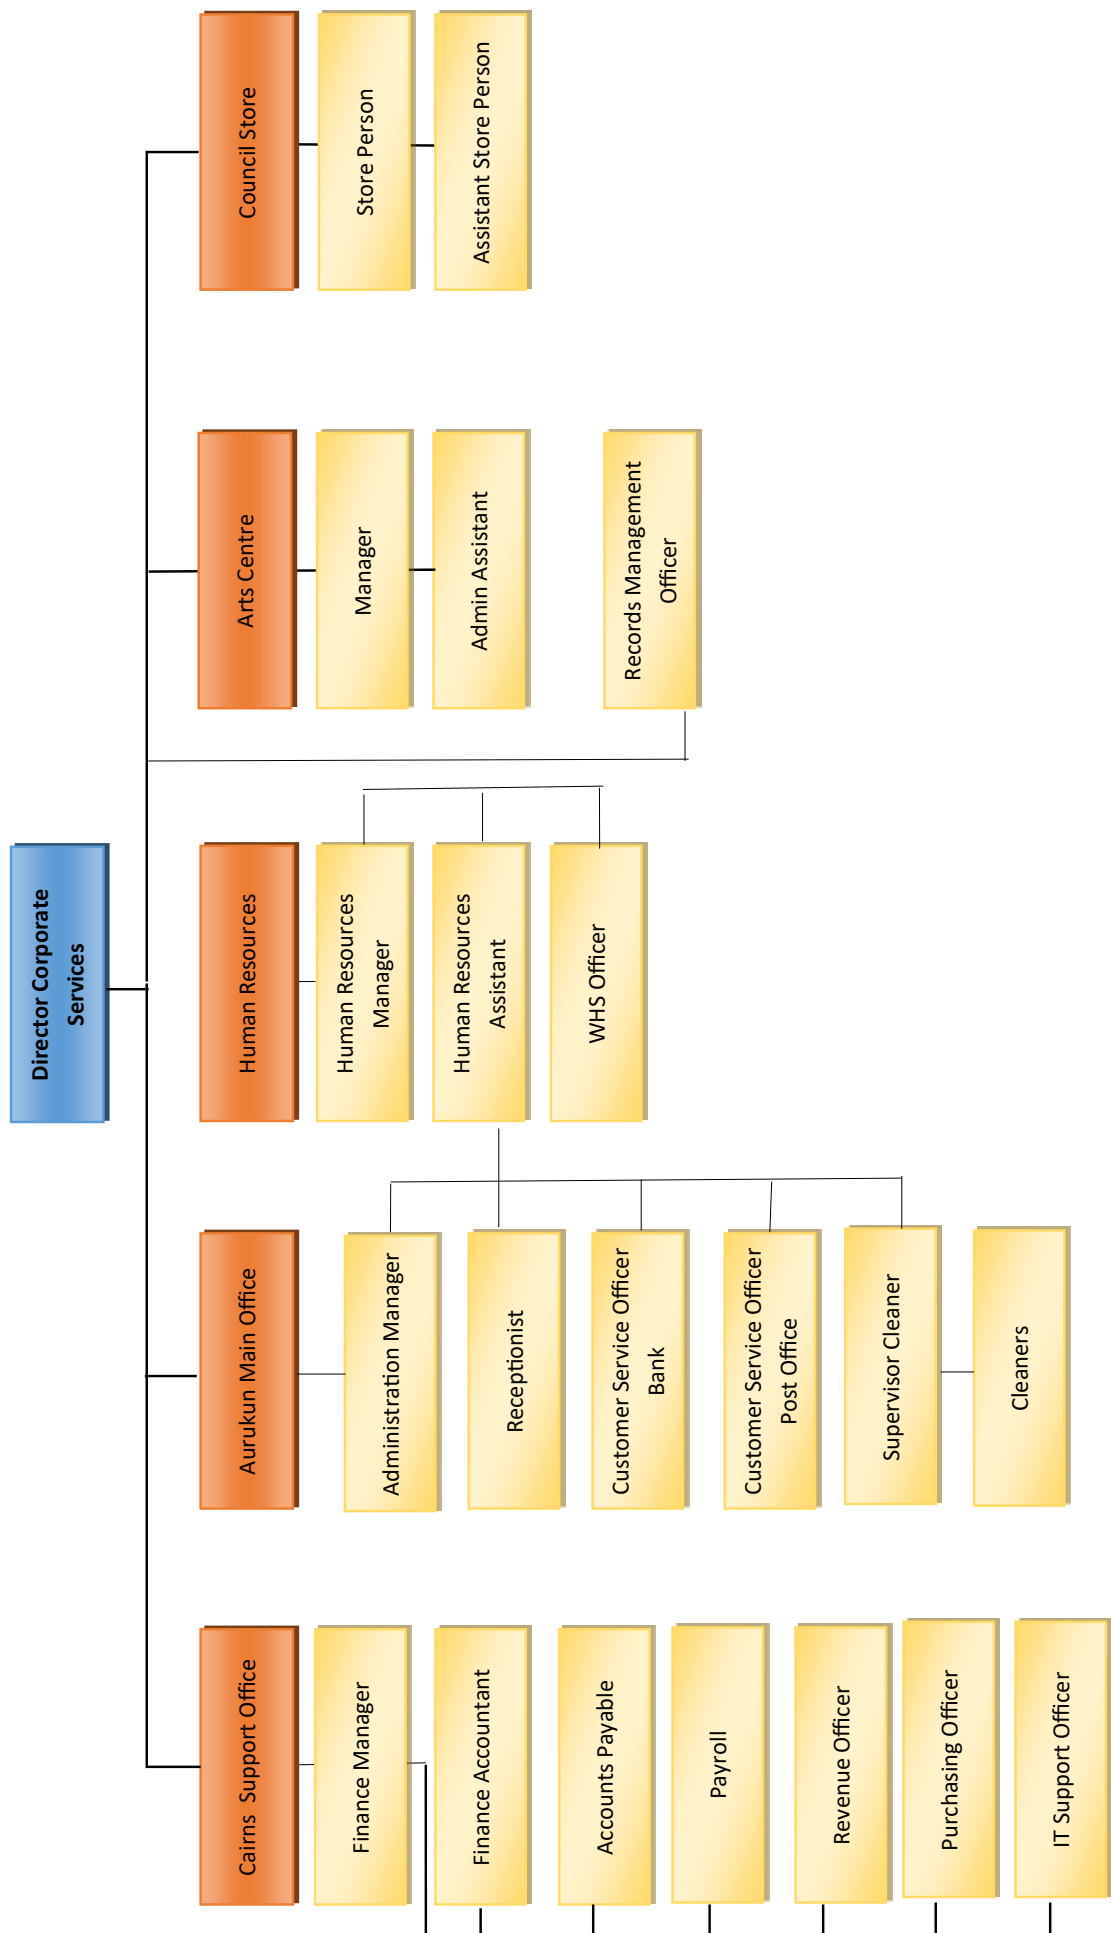 Director Corporate
Services
Cairns  Support Office
Finance Manager
Finance Accountant
Accounts Payable
Payroll
Revenue Officer
Purchasing Officer
IT Support Officer
Aurukun Main Office
Administration Manager
Receptionist
Customer Service Officer
Bank
Customer Service Officer
Post Office
Supervisor Cleaner
Cleaners
Human Resources
Human Resources
Manager
Human Resources
Assistant
WHS Officer
Arts Centre
Manager
Admin Assistant
Records Management
Officer
Council Store
Store Person
Assistant Store Person